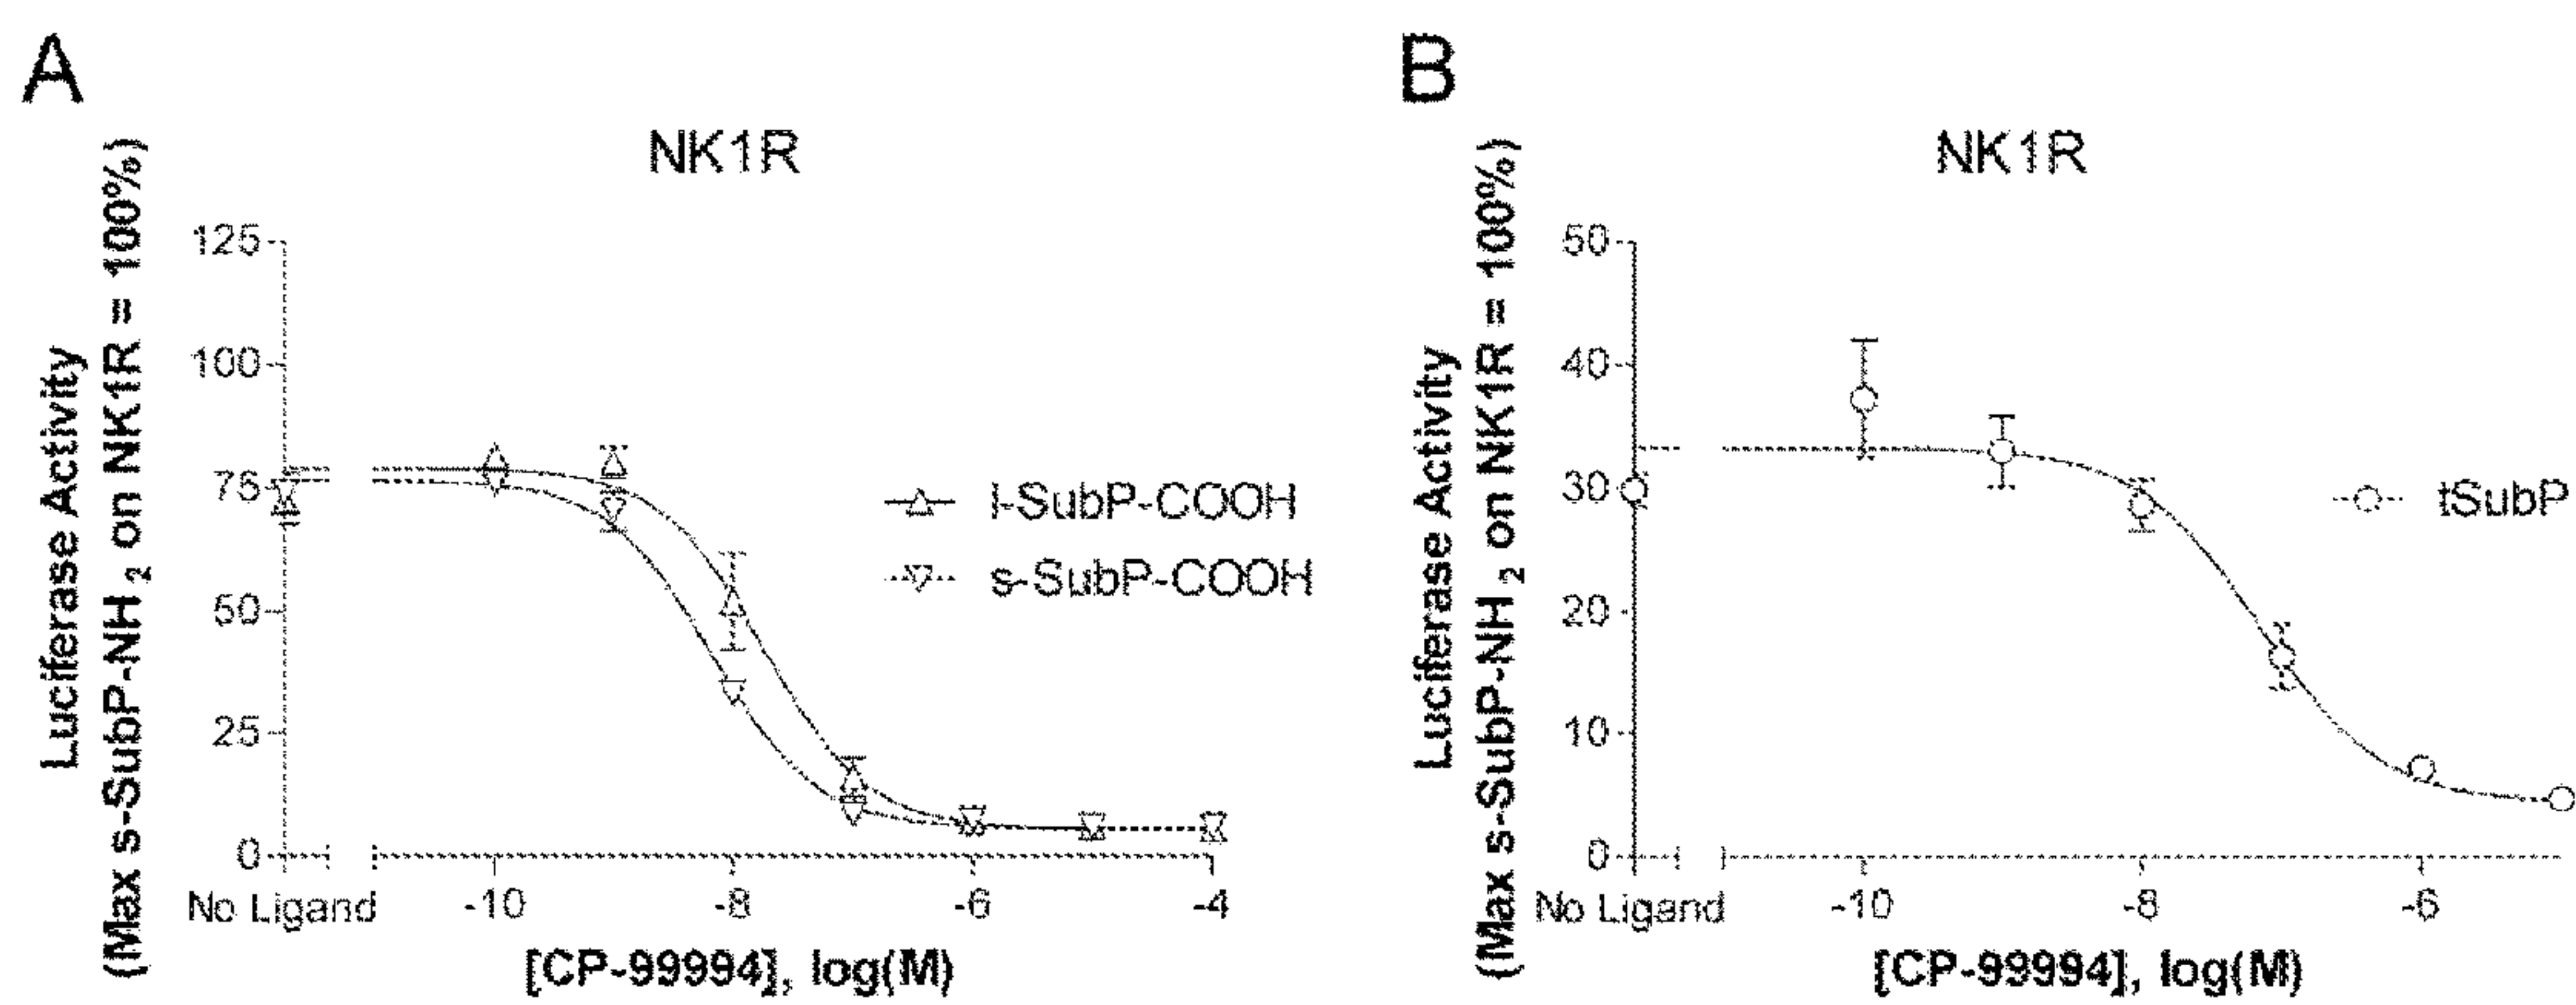 A
NK1R
Luciferase Activity
(Max s-SubP-NH2 on NK1R = 100%)
125
100
75
50
25
0
No Ligand
-10
-8
-6
-4
[CP-99994], log(M)
l-SubP-COOH
s-SubP-COOH
B
NK1R
Luciferase Activity
(Max s-SubP-NH2 on NK1R = 100%)
50
40
30
20
10
0
No Ligand
-10
-8
-6
[CP-99994], log(M)
tSubP